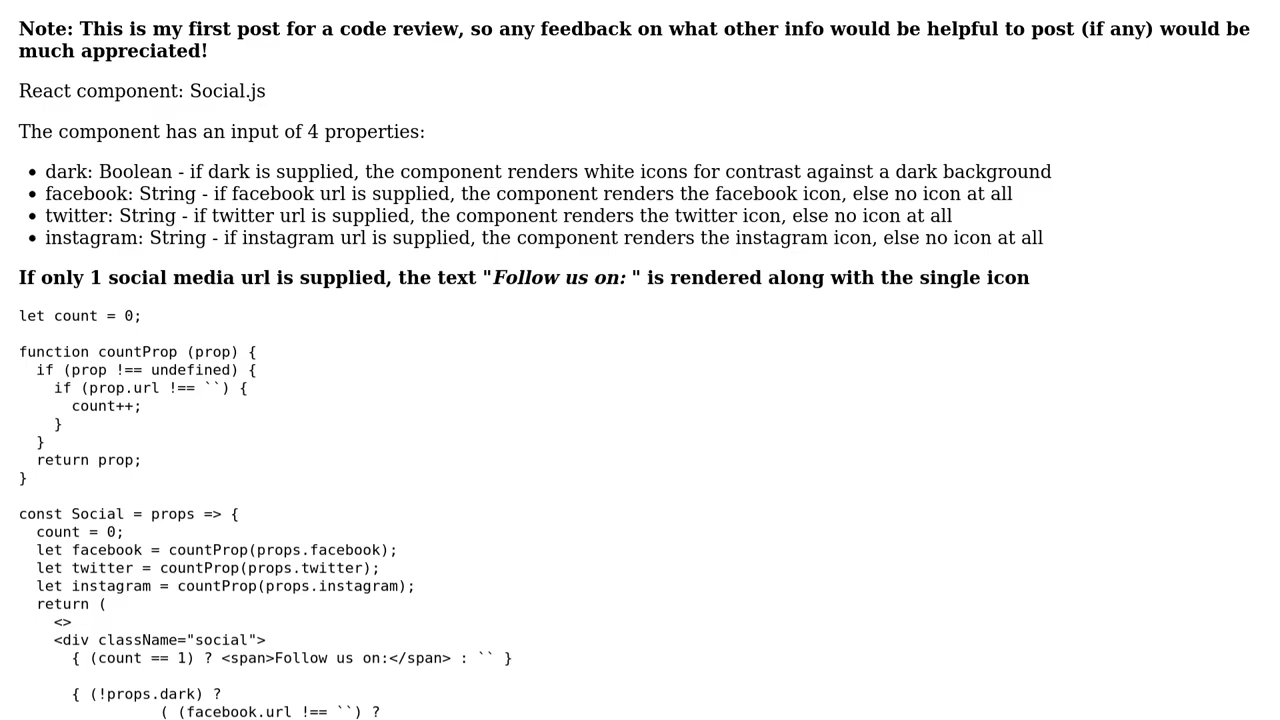 Note: This is my first post for a code review, so any feedback on what other info would be helpful to post (if any) would be
much appreciated!
React component: Social.js
The component has an input of 4 properties:
• dark: Boolean - if dark is supplied, the component renders white icons for contrast against a dark background
• facebook: String - if facebook url is supplied, the component renders the facebook icon, else no icon at all
• twitter: String - if twitter url is supplied, the component renders the twitter icon, else no icon at all
• instagram: String - if instagram url is supplied, the component renders the instagram icon, else no icon at all
If only 1 social media url is supplied, the text "Follow us on: " is rendered along with the single icon
let count = 0;
function countProp (prop) {
  if (prop !== undefined) {
    if (prop.url !== ``) {
      count++;
    }
  }
  return prop;
}
const Social = props => {
  count = 0;
  let facebook = countProp(props.facebook);
  let twitter = countProp(props.twitter);
  let instagram = countProp(props.instagram);
  return (
    <>
    <div className="social">
      { (count == 1) ? <span>Follow us on:</span> : `` }
      { (!props.dark) ?
                ( (facebook.url !== ``) ?